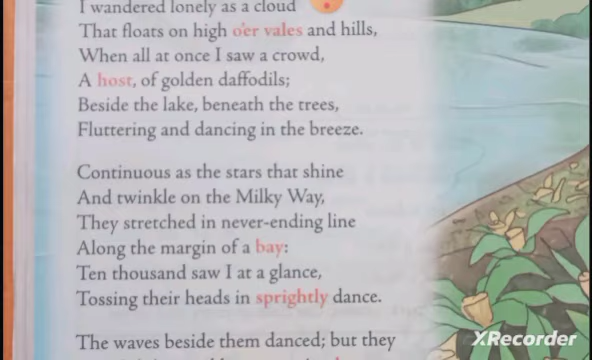 I wandered lonely as a cloud
That floats on high o'er vales and hills,
When all at once I saw a crowd,
A host, of golden daffodils;
Beside the lake, beneath the trees,
Fluttering and dancing in the breeze.
Continuous as the stars that shine
And twinkle on the Milky Way,
They stretched in never-ending line
Along the margin of a bay:
Ten thousand saw I at a glance,
Tossing their heads in sprightly dance.
The waves beside them danced; but they
XRecorder